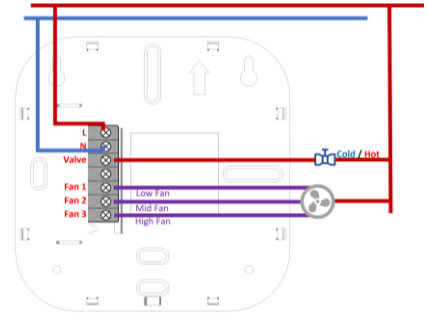 L
N
Valve
Cold / Hot
Fan 1
Low Fan
Fan 2
Mid Fan
Fan 3
High Fan